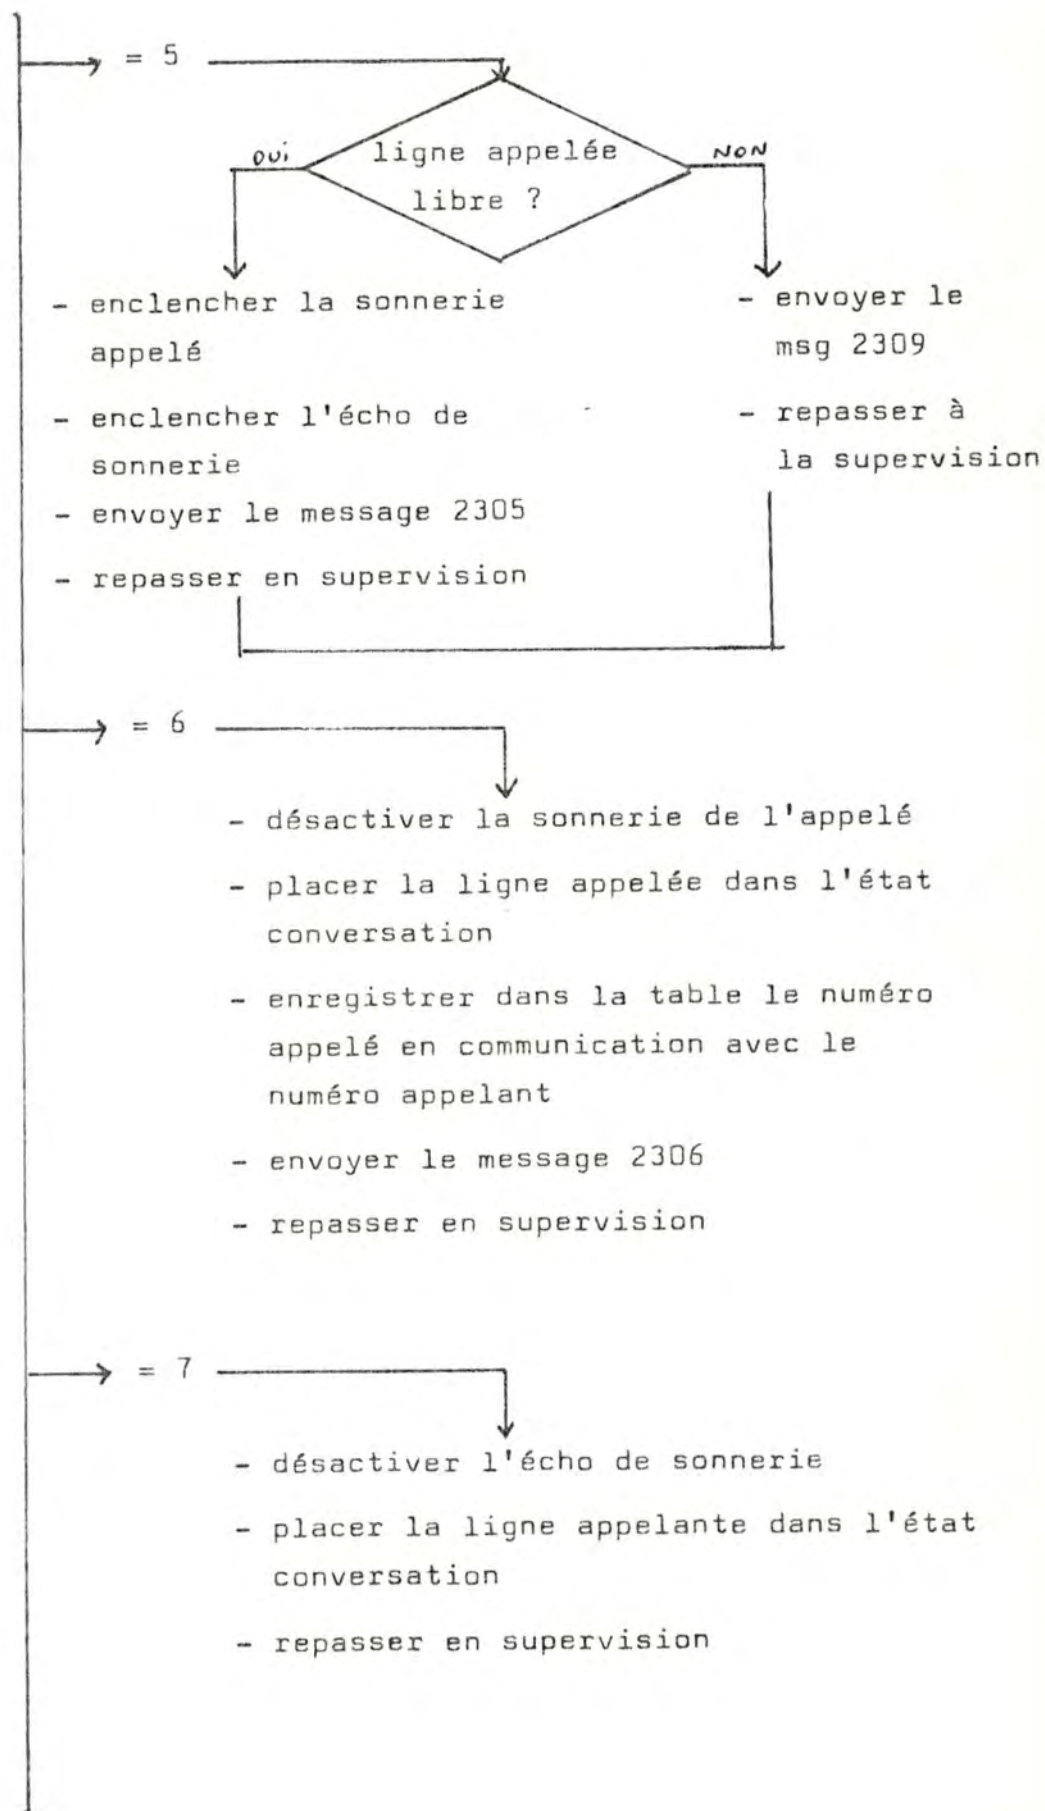 = 5
ligne appelée
libre ?
OUI
NON
- enclencher la sonnerie
appelé
- enclencher l'écho de
sonnerie
- envoyer le message 2305
- repasser en supervision
- envoyer le
msg 2309
- repasser à
la supervision
= 6
- désactiver la sonnerie de l'appelé
- placer la ligne appelée dans l'état
conversation
- enregistrer dans la table le numéro
appelé en communication avec le
numéro appelant
- envoyer le message 2306
- repasser en supervision
= 7
- désactiver l'écho de sonnerie
- placer la ligne appelante dans l'état
conversation
- repasser en supervision